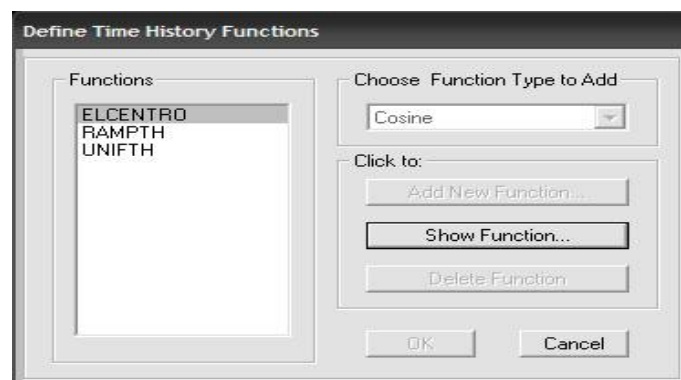 Define Time History Functions
Functions
ELCENTRO
RAMPTH
UNIFTH
Choose Function Type to Add
Cosine
Click to:
Add New Function...
Show Function...
Delete Function
OK
Cancel